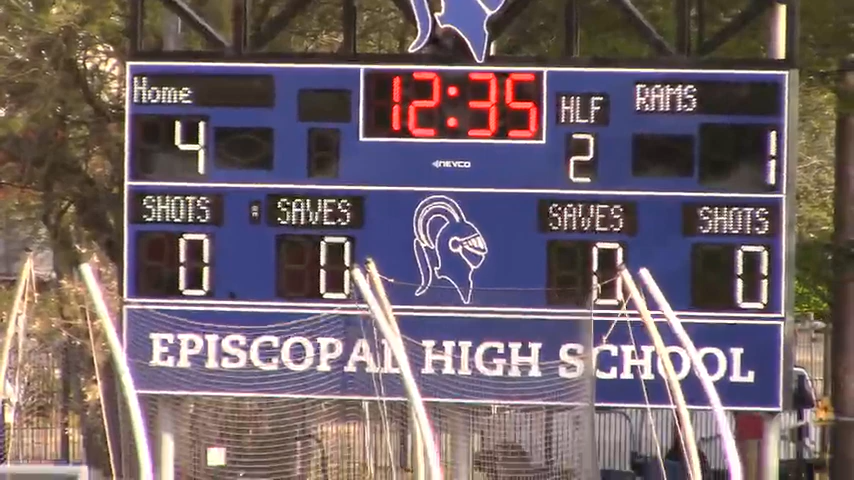 Home 12:35 HLF RAMS
4 2 1
NEVCO
SHOTS SAVES SAVES SHOTS
0 0 0 0
EPISCOPAL HIGH SCHOOL